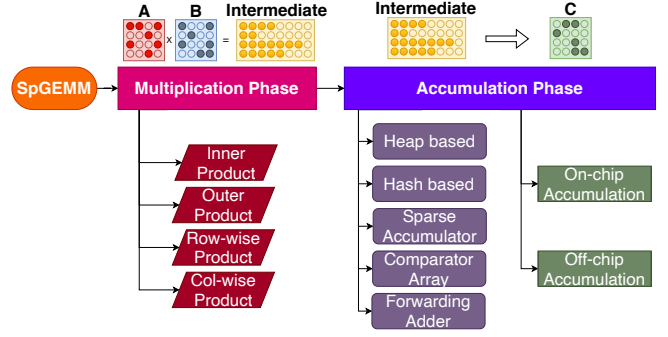 A
B
Intermediate
x
=
Intermediate
C
SpGEMM
Multiplication Phase
Accumulation Phase
Inner
Product
Outer
Product
Row-wise
Product
Col-wise
Product
Heap based
Hash based
Sparse
Accumulator
Comparator
Array
Forwarding
Adder
On-chip
Accumulation
Off-chip
Accumulation